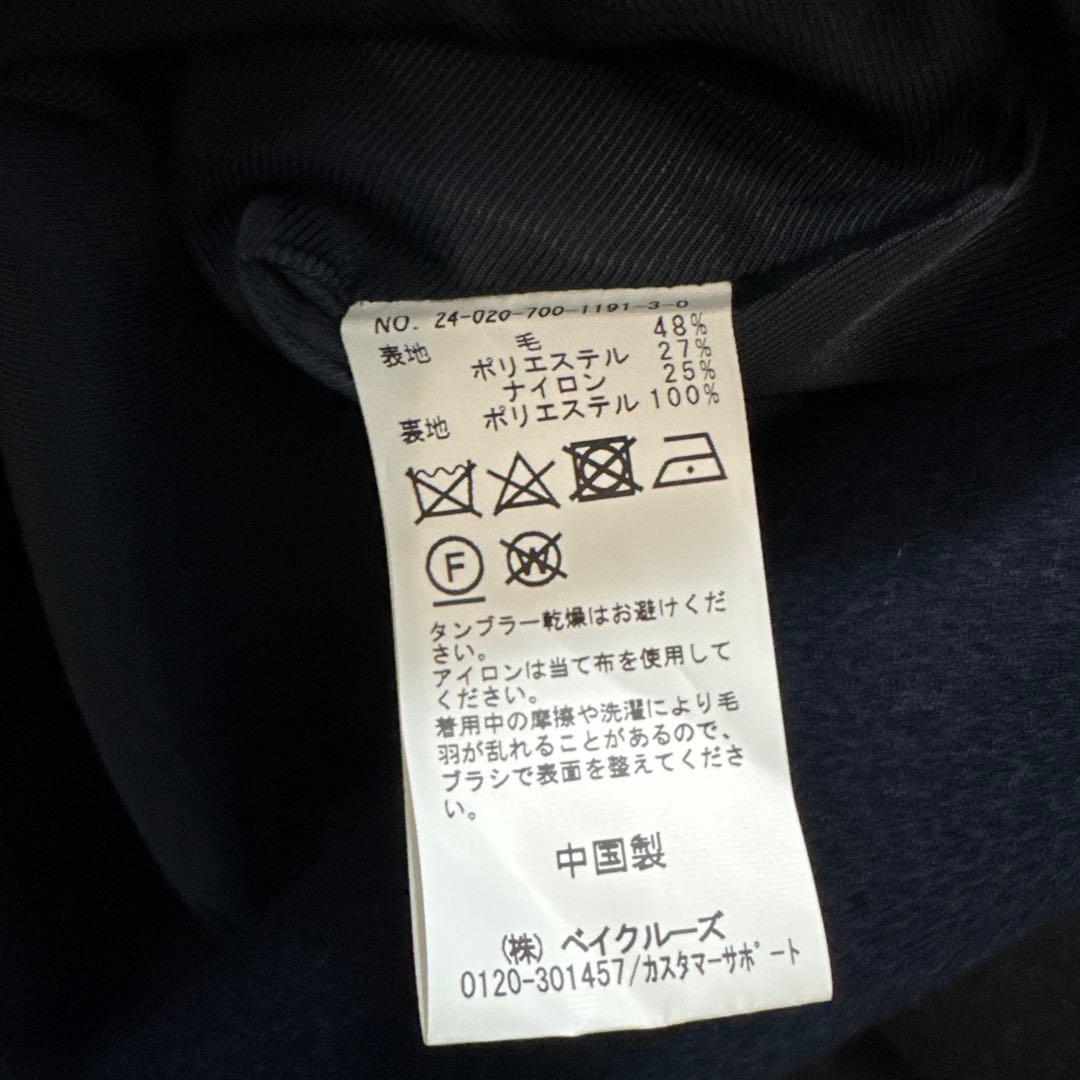 NO. 24-020-700-1191-3-0
表地 毛 48%
ポリエステル 27%
ナイロン 25%
裏地 ポリエステル 100%
F W
タンブラー乾燥はお避けくだ
さい。
アイロンは当て布を使用して
ください。
着用中の摩擦や洗濯により毛
羽が乱れることがあるので、
ブラシで表面を整えてくださ
い。
中国製
(株) ベイクルーズ
0120-301457/カスタマーサポート